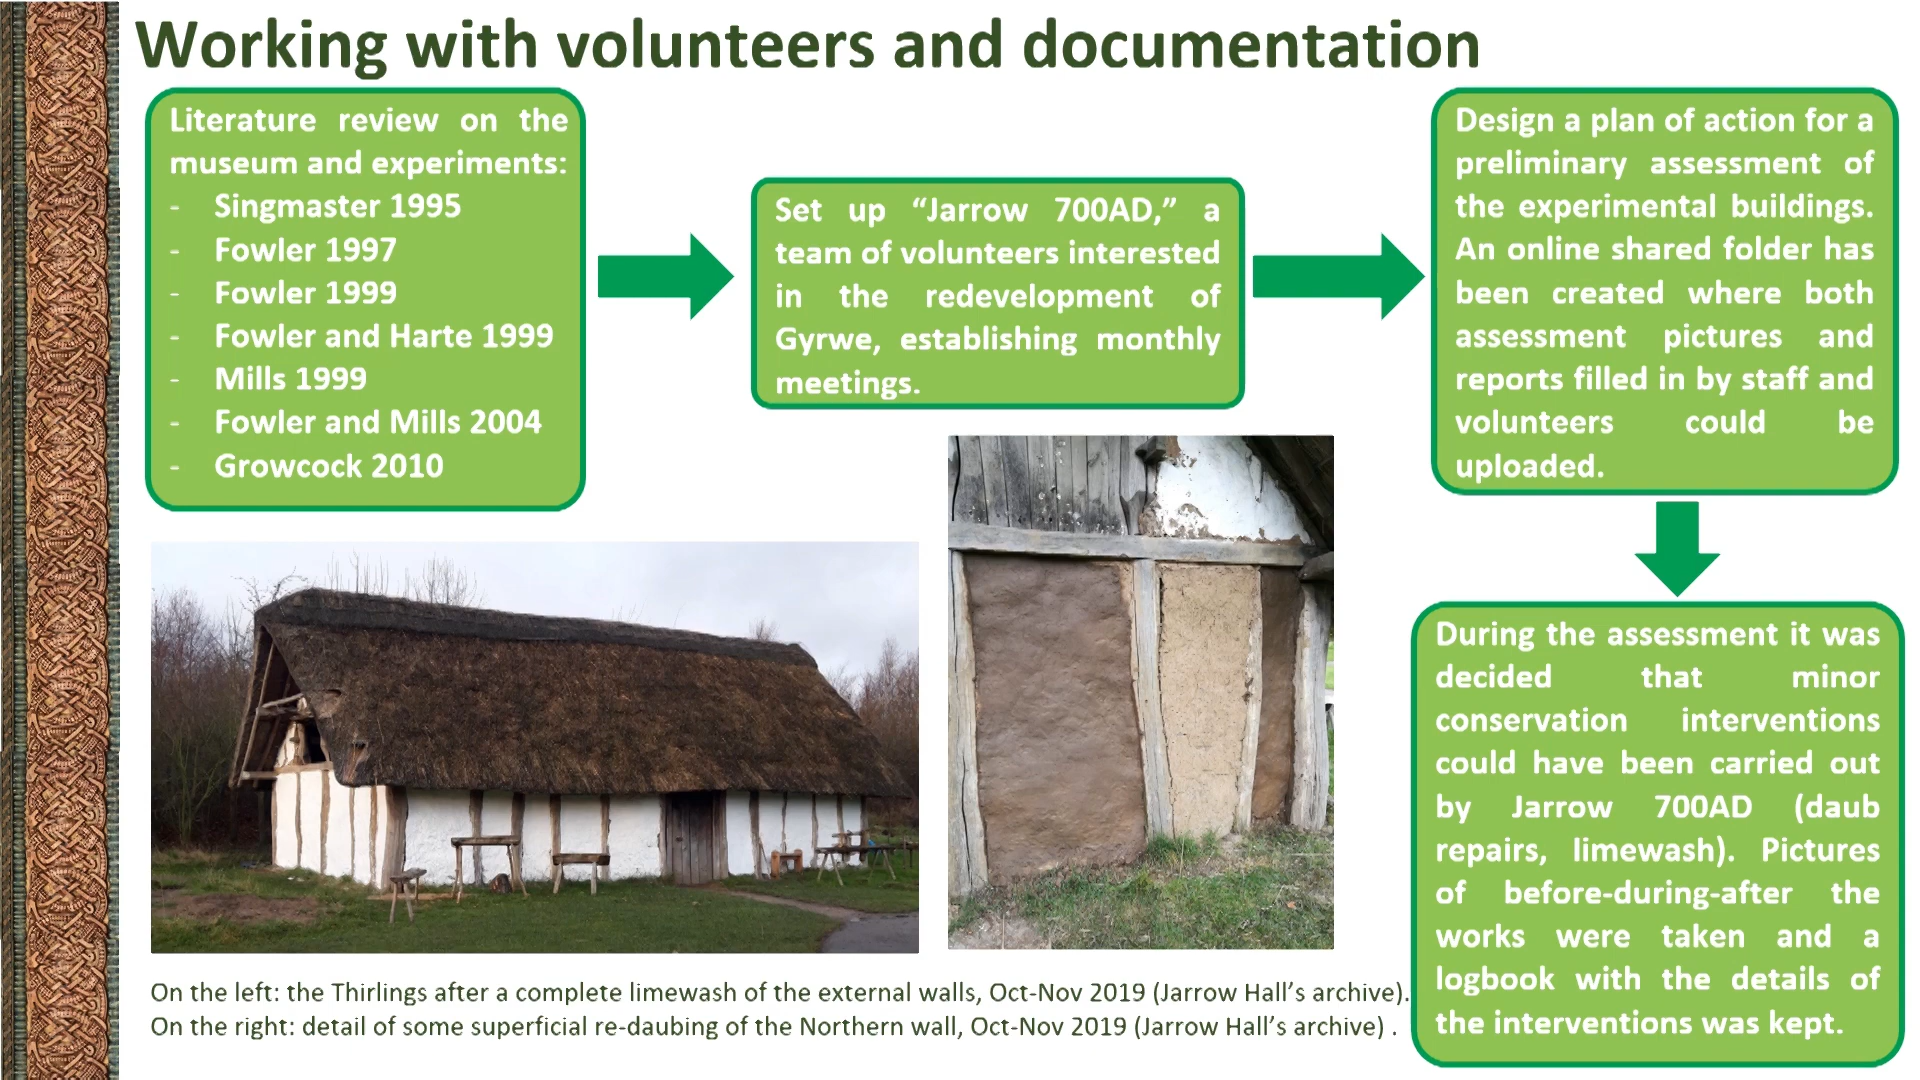 Working with volunteers and documentation
Literature review on the
museum and experiments:
- Singmaster 1995
- Fowler 1997
- Fowler 1999
- Fowler and Harte 1999
- Mills 1999
- Fowler and Mills 2004
- Growcock 2010
Set up “Jarrow 700AD,” a
team of volunteers interested
in the redevelopment of
Gyrwe, establishing monthly
meetings.
Design a plan of action for a
preliminary assessment of
the experimental buildings.
An online shared folder has
been created where both
assessment pictures and
reports filled in by staff and
volunteers could be
uploaded.
During the assessment it was
decided that minor
conservation interventions
could have been carried out
by Jarrow 700AD (daub
repairs, limewash). Pictures
of before-during-after the
works were taken and a
logbook with the details of
the interventions was kept.
On the left: the Thirlings after a complete limewash of the external walls, Oct-Nov 2019 (Jarrow Hall’s archive).
On the right: detail of some superficial re-daubing of the Northern wall, Oct-Nov 2019 (Jarrow Hall’s archive) .